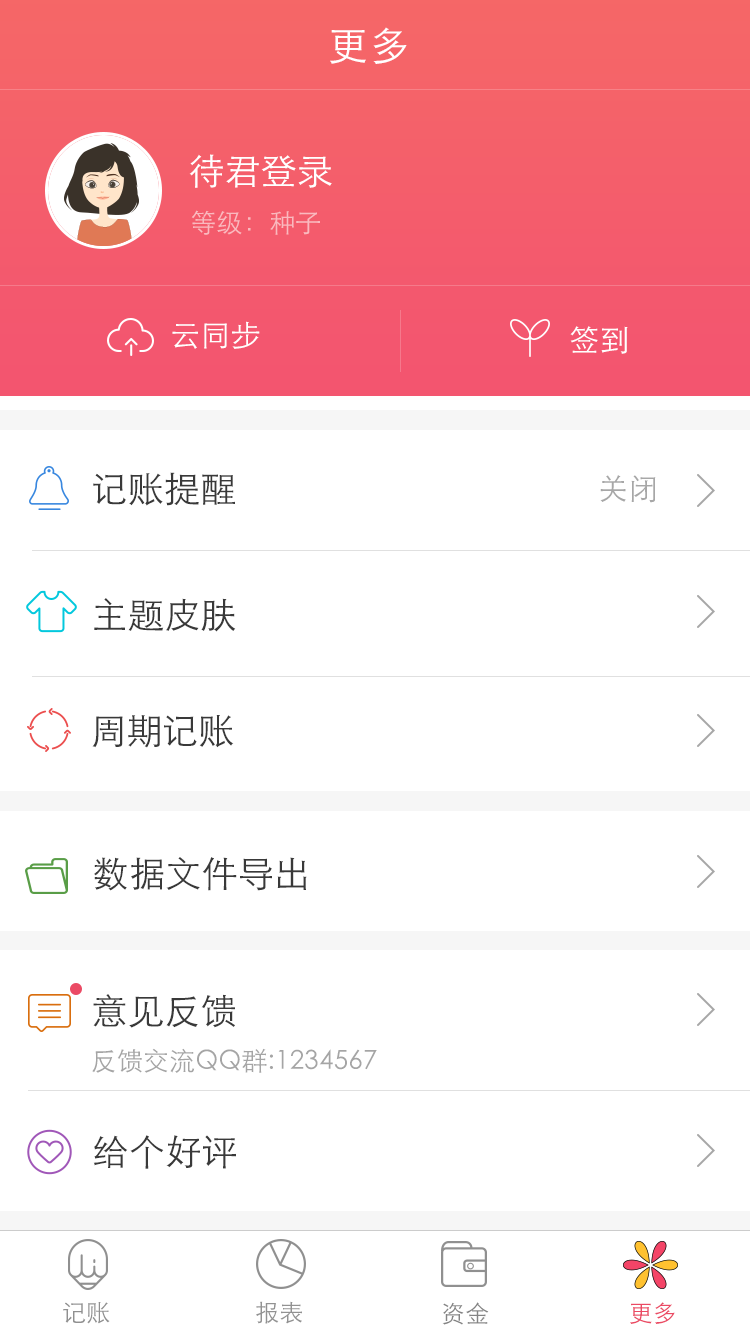 更多
待君登录
等级：种子
云同步
签到
记账提醒
关闭
主题皮肤
周期记账
数据文件导出
意见反馈
反馈交流QQ群:1234567
给个好评
记账
报表
资金
更多